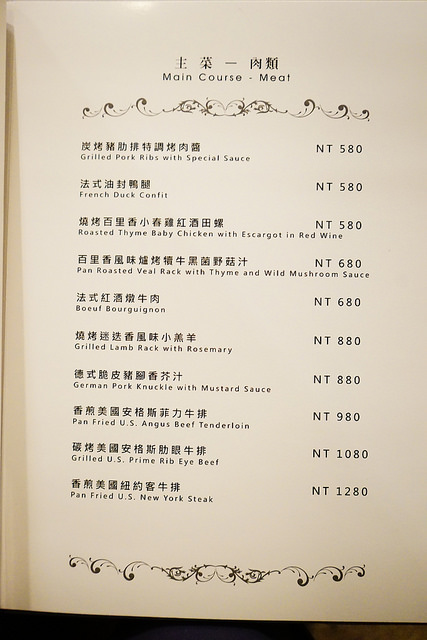 主 菜 － 肉類
Main Course - Meat
炭烤豬肋排特調烤肉醬 NT 580
Grilled Pork Ribs with Special Sauce
法式油封鴨腿 NT 580
French Duck Confit
燒烤百里香小春雞紅酒田螺 NT 580
Roasted Thyme Baby Chicken with Escargot in Red Wine
百里香風味爐烤犢牛黑菌野菇汁 NT 680
Pan Roasted Veal Rack with Thyme and Wild Mushroom Sauce
法式紅酒燉牛肉 NT 680
Boeuf Bourguignon
燒烤迷迭香風味小羔羊 NT 880
Grilled Lamb Rack with Rosemary
德式脆皮豬腳香芥汁 NT 880
German Pork Knuckle with Mustard Sauce
香煎美國安格斯菲力牛排 NT 980
Pan Fried U.S. Angus Beef Tenderloin
碳烤美國安格斯肋眼牛排 NT 1080
Grilled U.S. Prime Rib Eye Beef
香煎美國紐約客牛排 NT 1280
Pan Fried U.S. New York Steak